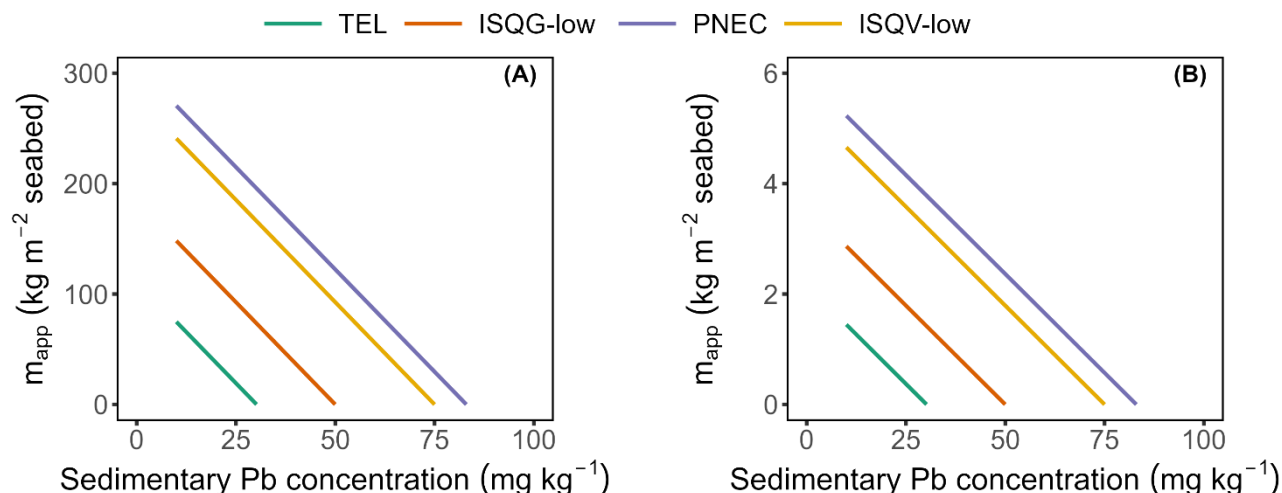 TEL ISQG-low PNEC ISQV-low
(A)
300
200
100
0
m_app (kg m⁻² seabed)
0 25 50 75 100
Sedimentary Pb concentration (mg kg⁻¹)
(B)
6
4
2
0
m_app (kg m⁻² seabed)
0 25 50 75 100
Sedimentary Pb concentration (mg kg⁻¹)